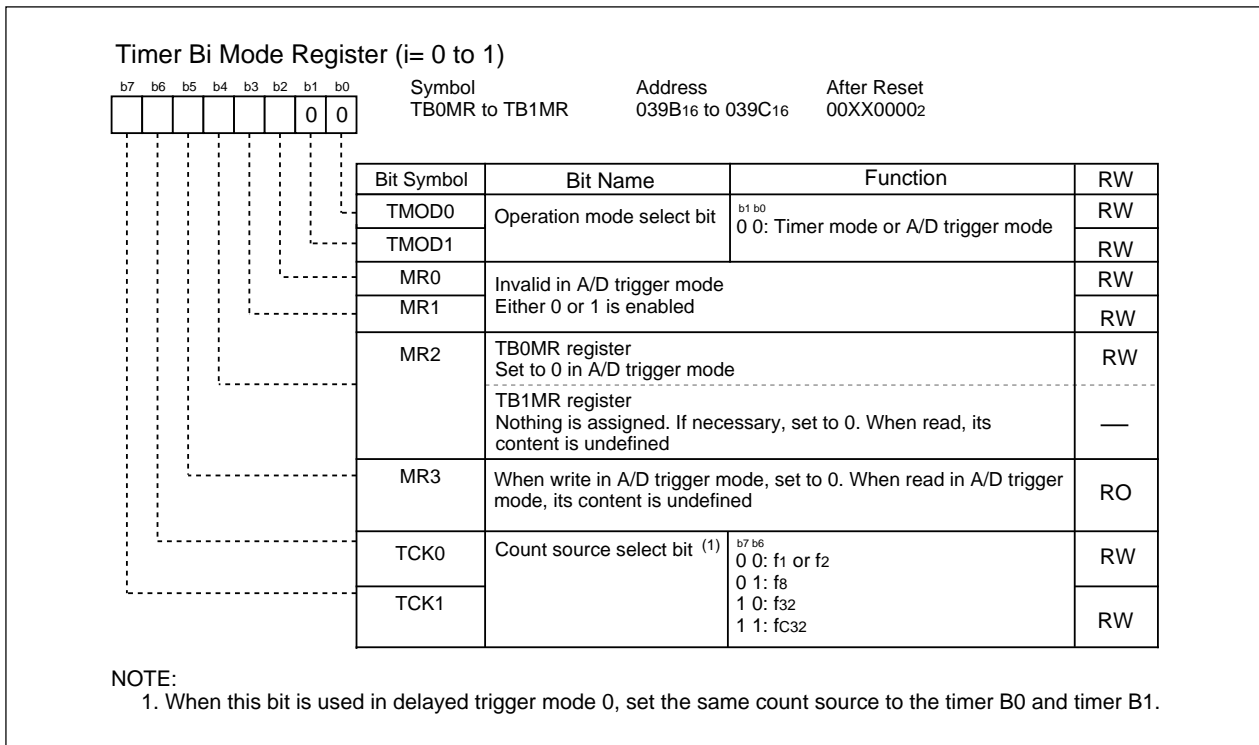 Timer Bi Mode Register (i= 0 to 1)
b7 b6 b5 b4 b3 b2 b1 b0
Symbol Address After Reset
TB0MR to TB1MR 039B16 to 039C16 00XX00002
0 0
Bit Symbol Bit Name Function RW
TMOD0 Operation mode select bit b1 b0 RW
0 0: Timer mode or A/D trigger mode
TMOD1 RW
MR0 Invalid in A/D trigger mode RW
MR1 Either 0 or 1 is enabled RW
MR2 TB0MR register RW
Set to 0 in A/D trigger mode
TB1MR register
Nothing is assigned. If necessary, set to 0. When read, its —
content is undefined
MR3 When write in A/D trigger mode, set to 0. When read in A/D trigger RO
mode, its content is undefined
TCK0 Count source select bit (1) b7 b6 RW
0 0: f1 or f2
0 1: f8
TCK1 1 0: f32 RW
1 1: fC32
NOTE:
1. When this bit is used in delayed trigger mode 0, set the same count source to the timer B0 and timer B1.